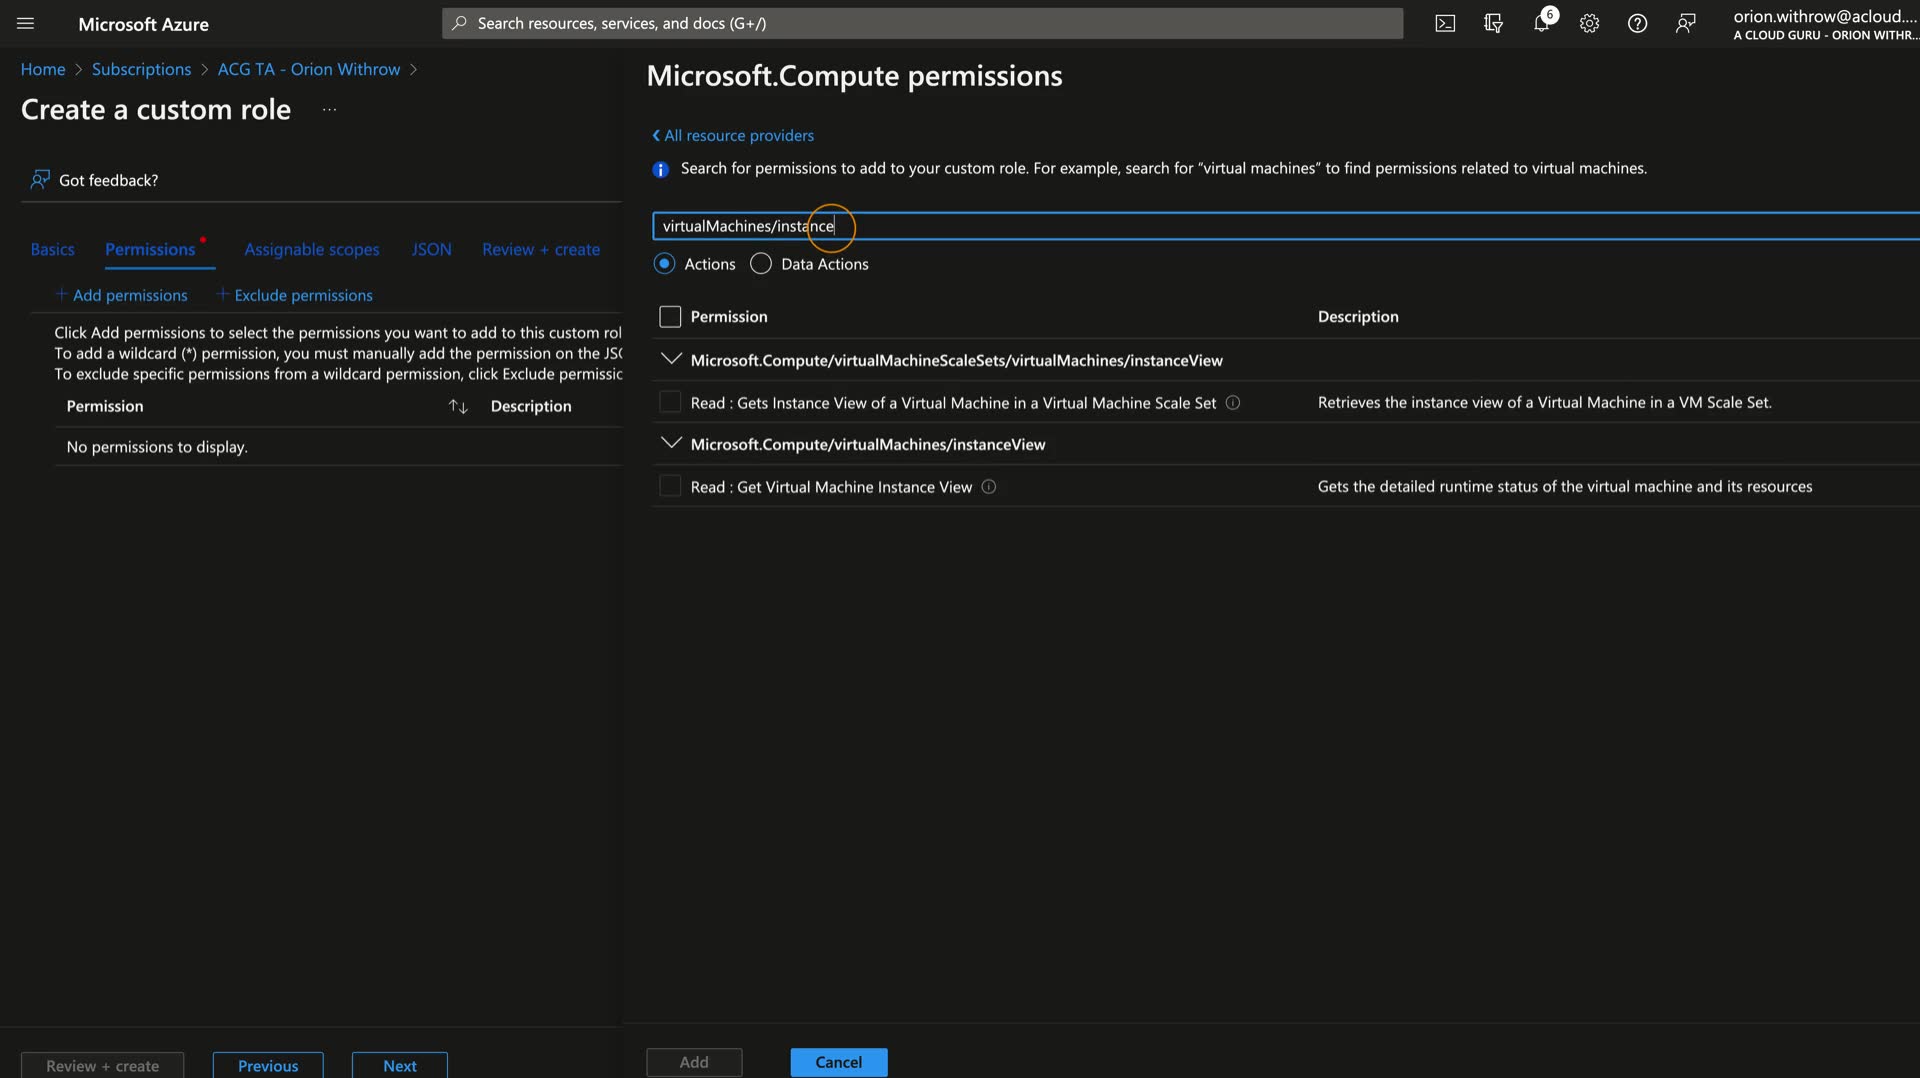 Microsoft Azure
Search resources, services, and docs (G+/)
6
orion.withrow@acloud....
A CLOUD GURU - ORION WITHR...
Home > Subscriptions > ACG TA - Orion Withrow >
Create a custom role ...
Got feedback?
Basics Permissions Assignable scopes JSON Review + create
+ Add permissions + Exclude permissions
Click Add permissions to select the permissions you want to add to this custom rol
To add a wildcard (*) permission, you must manually add the permission on the JSO
To exclude specific permissions from a wildcard permission, click Exclude permissic
Permission Description
No permissions to display.
Review + create Previous Next
Microsoft.Compute permissions
All resource providers
Search for permissions to add to your custom role. For example, search for “virtual machines” to find permissions related to virtual machines.
virtualMachines/instance
Actions Data Actions
Permission Description
Microsoft.Compute/virtualMachineScaleSets/virtualMachines/instanceView
Read : Gets Instance View of a Virtual Machine in a Virtual Machine Scale Set Retrieves the instance view of a Virtual Machine in a VM Scale Set.
Microsoft.Compute/virtualMachines/instanceView
Read : Get Virtual Machine Instance View Gets the detailed runtime status of the virtual machine and its resources
Add Cancel